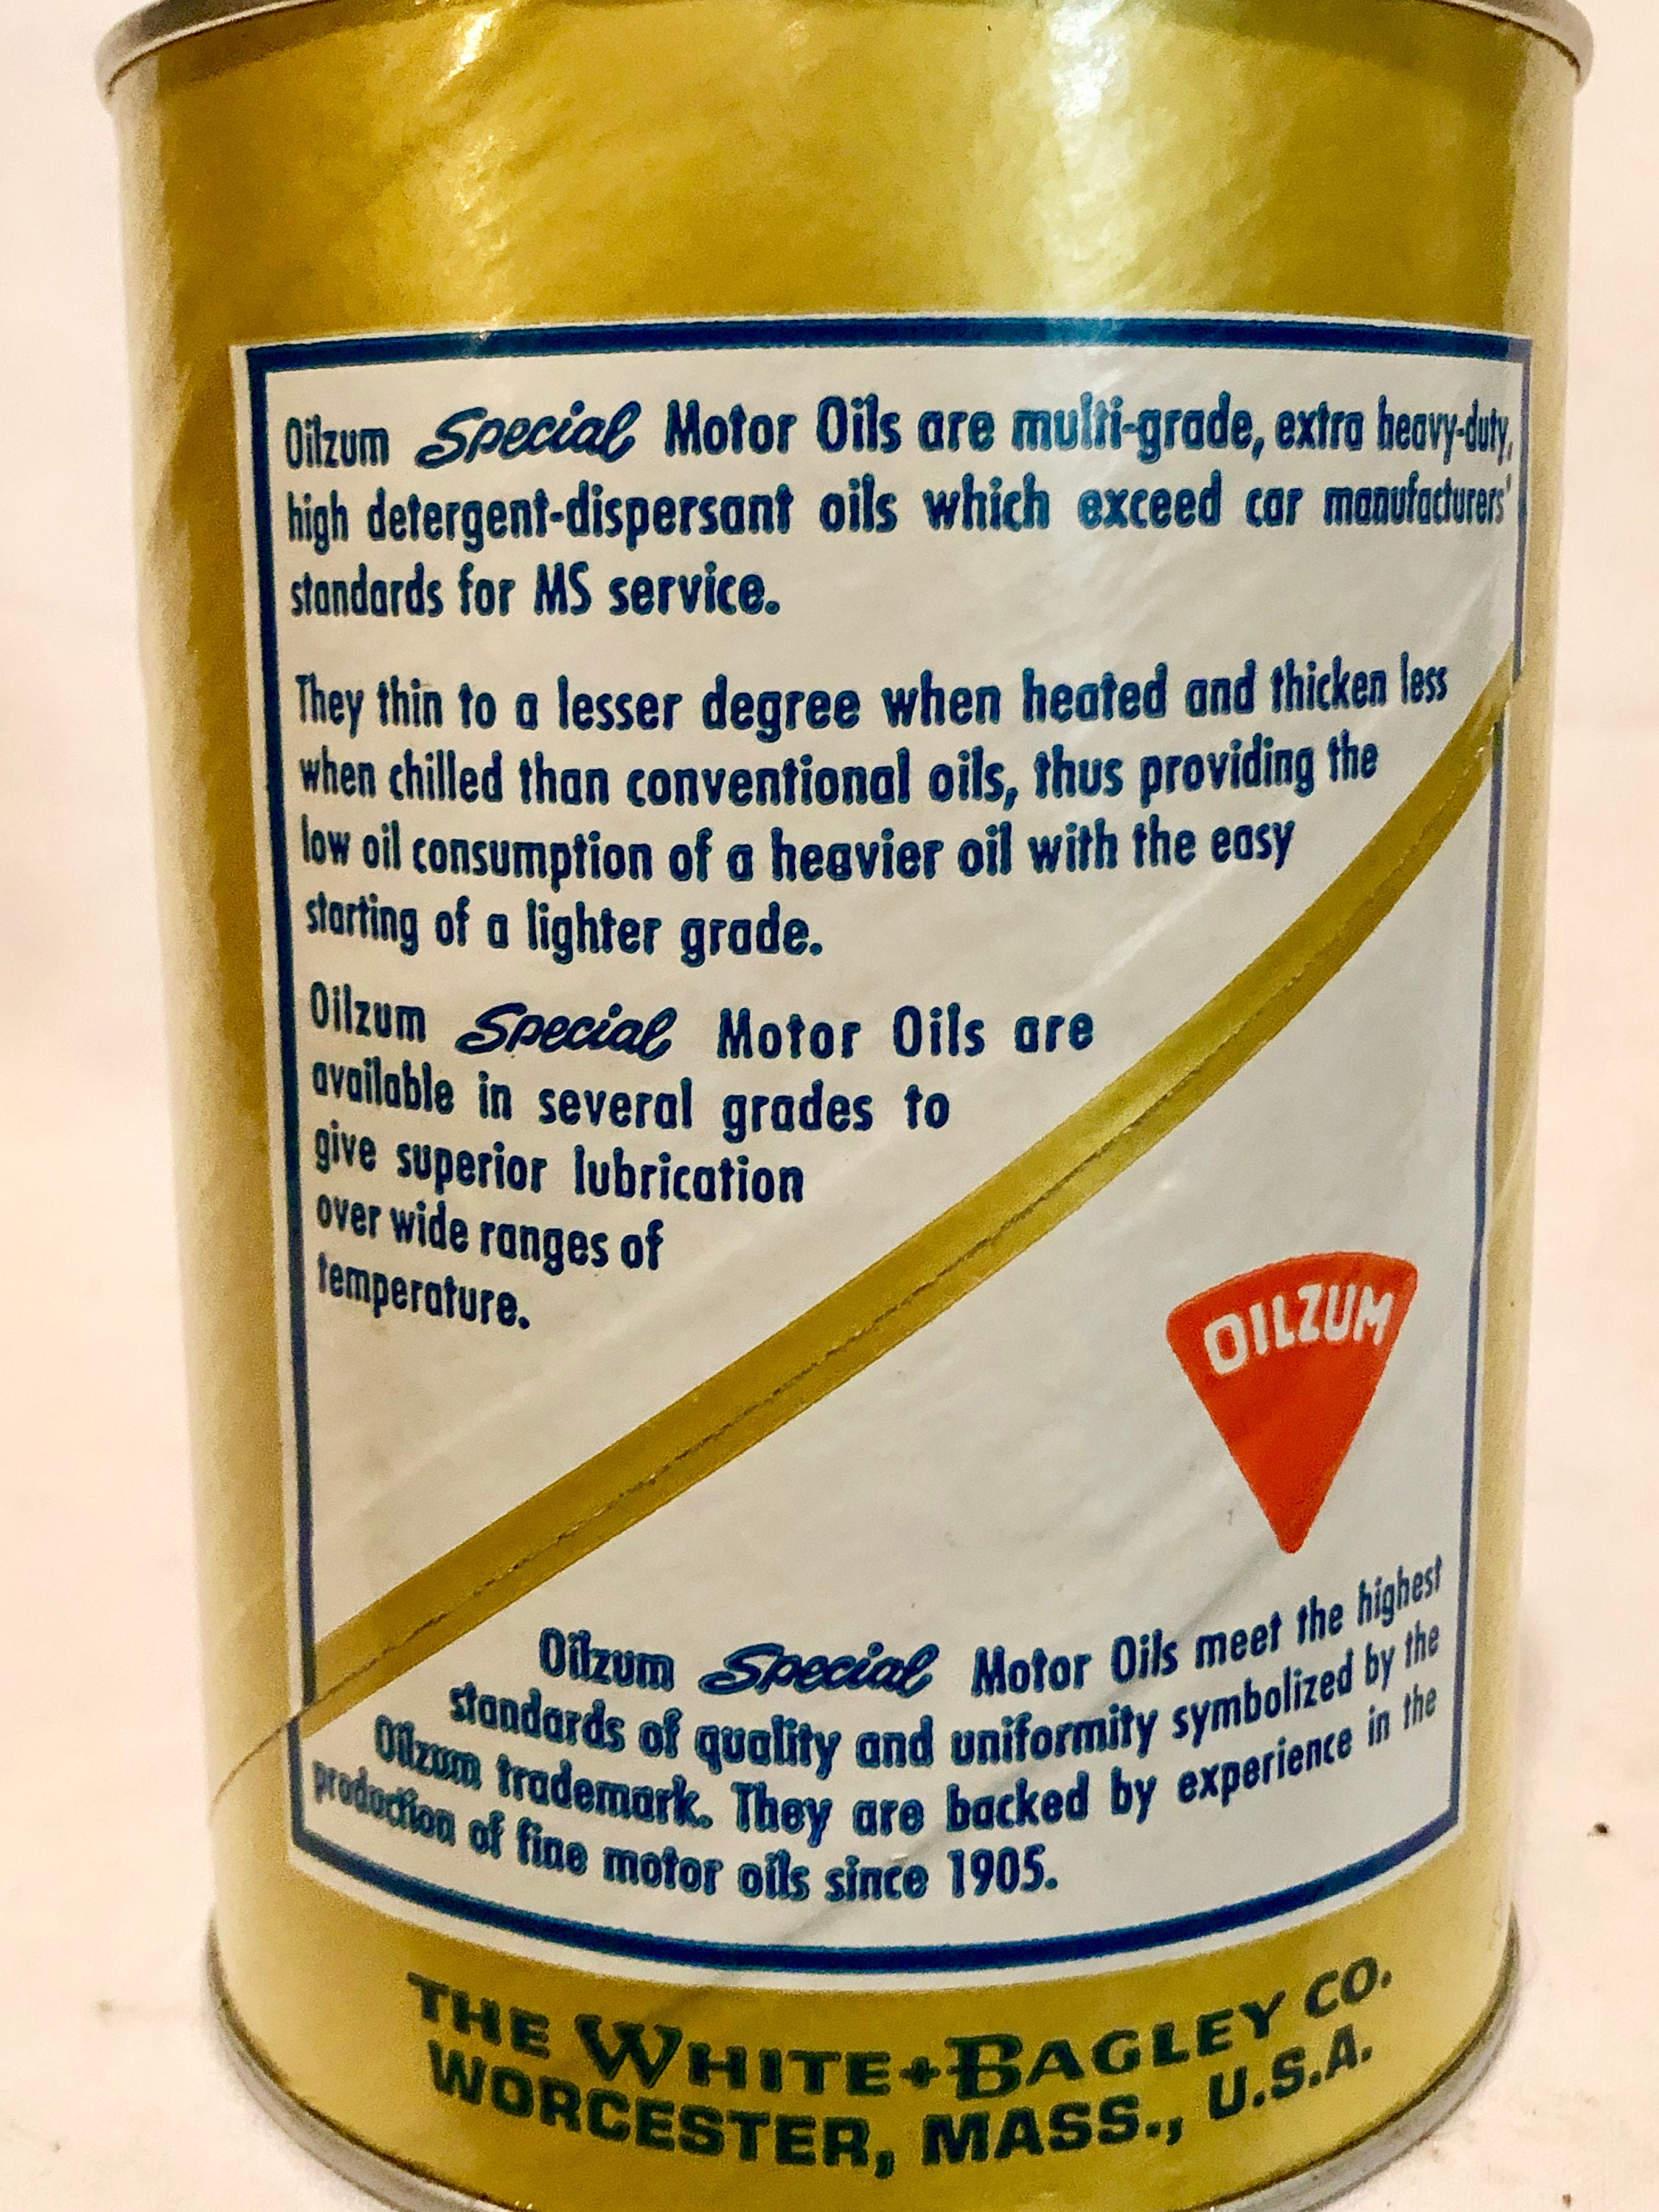 Oilzum Special Motor Oils are multi-grade, extra heavy-duty,
high detergent-dispersant oils which exceed car manufacturers'
standards for MS service.
They thin to a lesser degree when heated and thicken less
when chilled than conventional oils, thus providing the
low oil consumption of a heavier oil with the easy
starting of a lighter grade.
Oilzum Special Motor Oils are
available in several grades to
give superior lubrication
over wide ranges of
temperature.
OILZUM
Oilzum Special Motor Oils meet the highest
standards of quality and uniformity symbolized by the
Oilzum trademark. They are backed by experience in the
production of fine motor oils since 1905.
THE WHITE + BAGLEY CO.
WORCESTER, MASS., U.S.A.